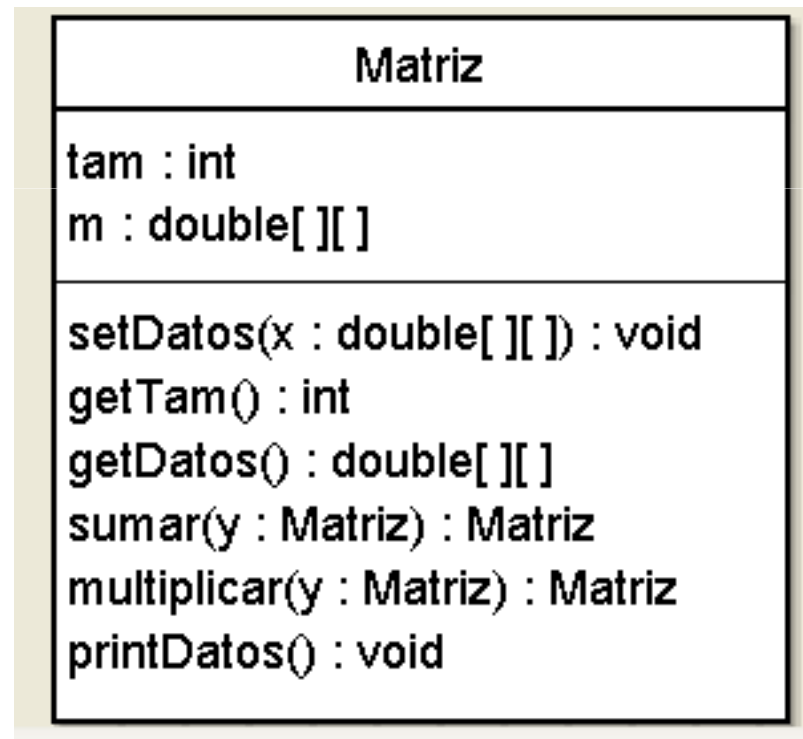 Matriz
tam : int
m : double[ ][ ]
setDatos(x : double[ ][ ]) : void
getTam() : int
getDatos() : double[ ][ ]
sumar(y : Matriz) : Matriz
multiplicar(y : Matriz) : Matriz
printDatos() : void